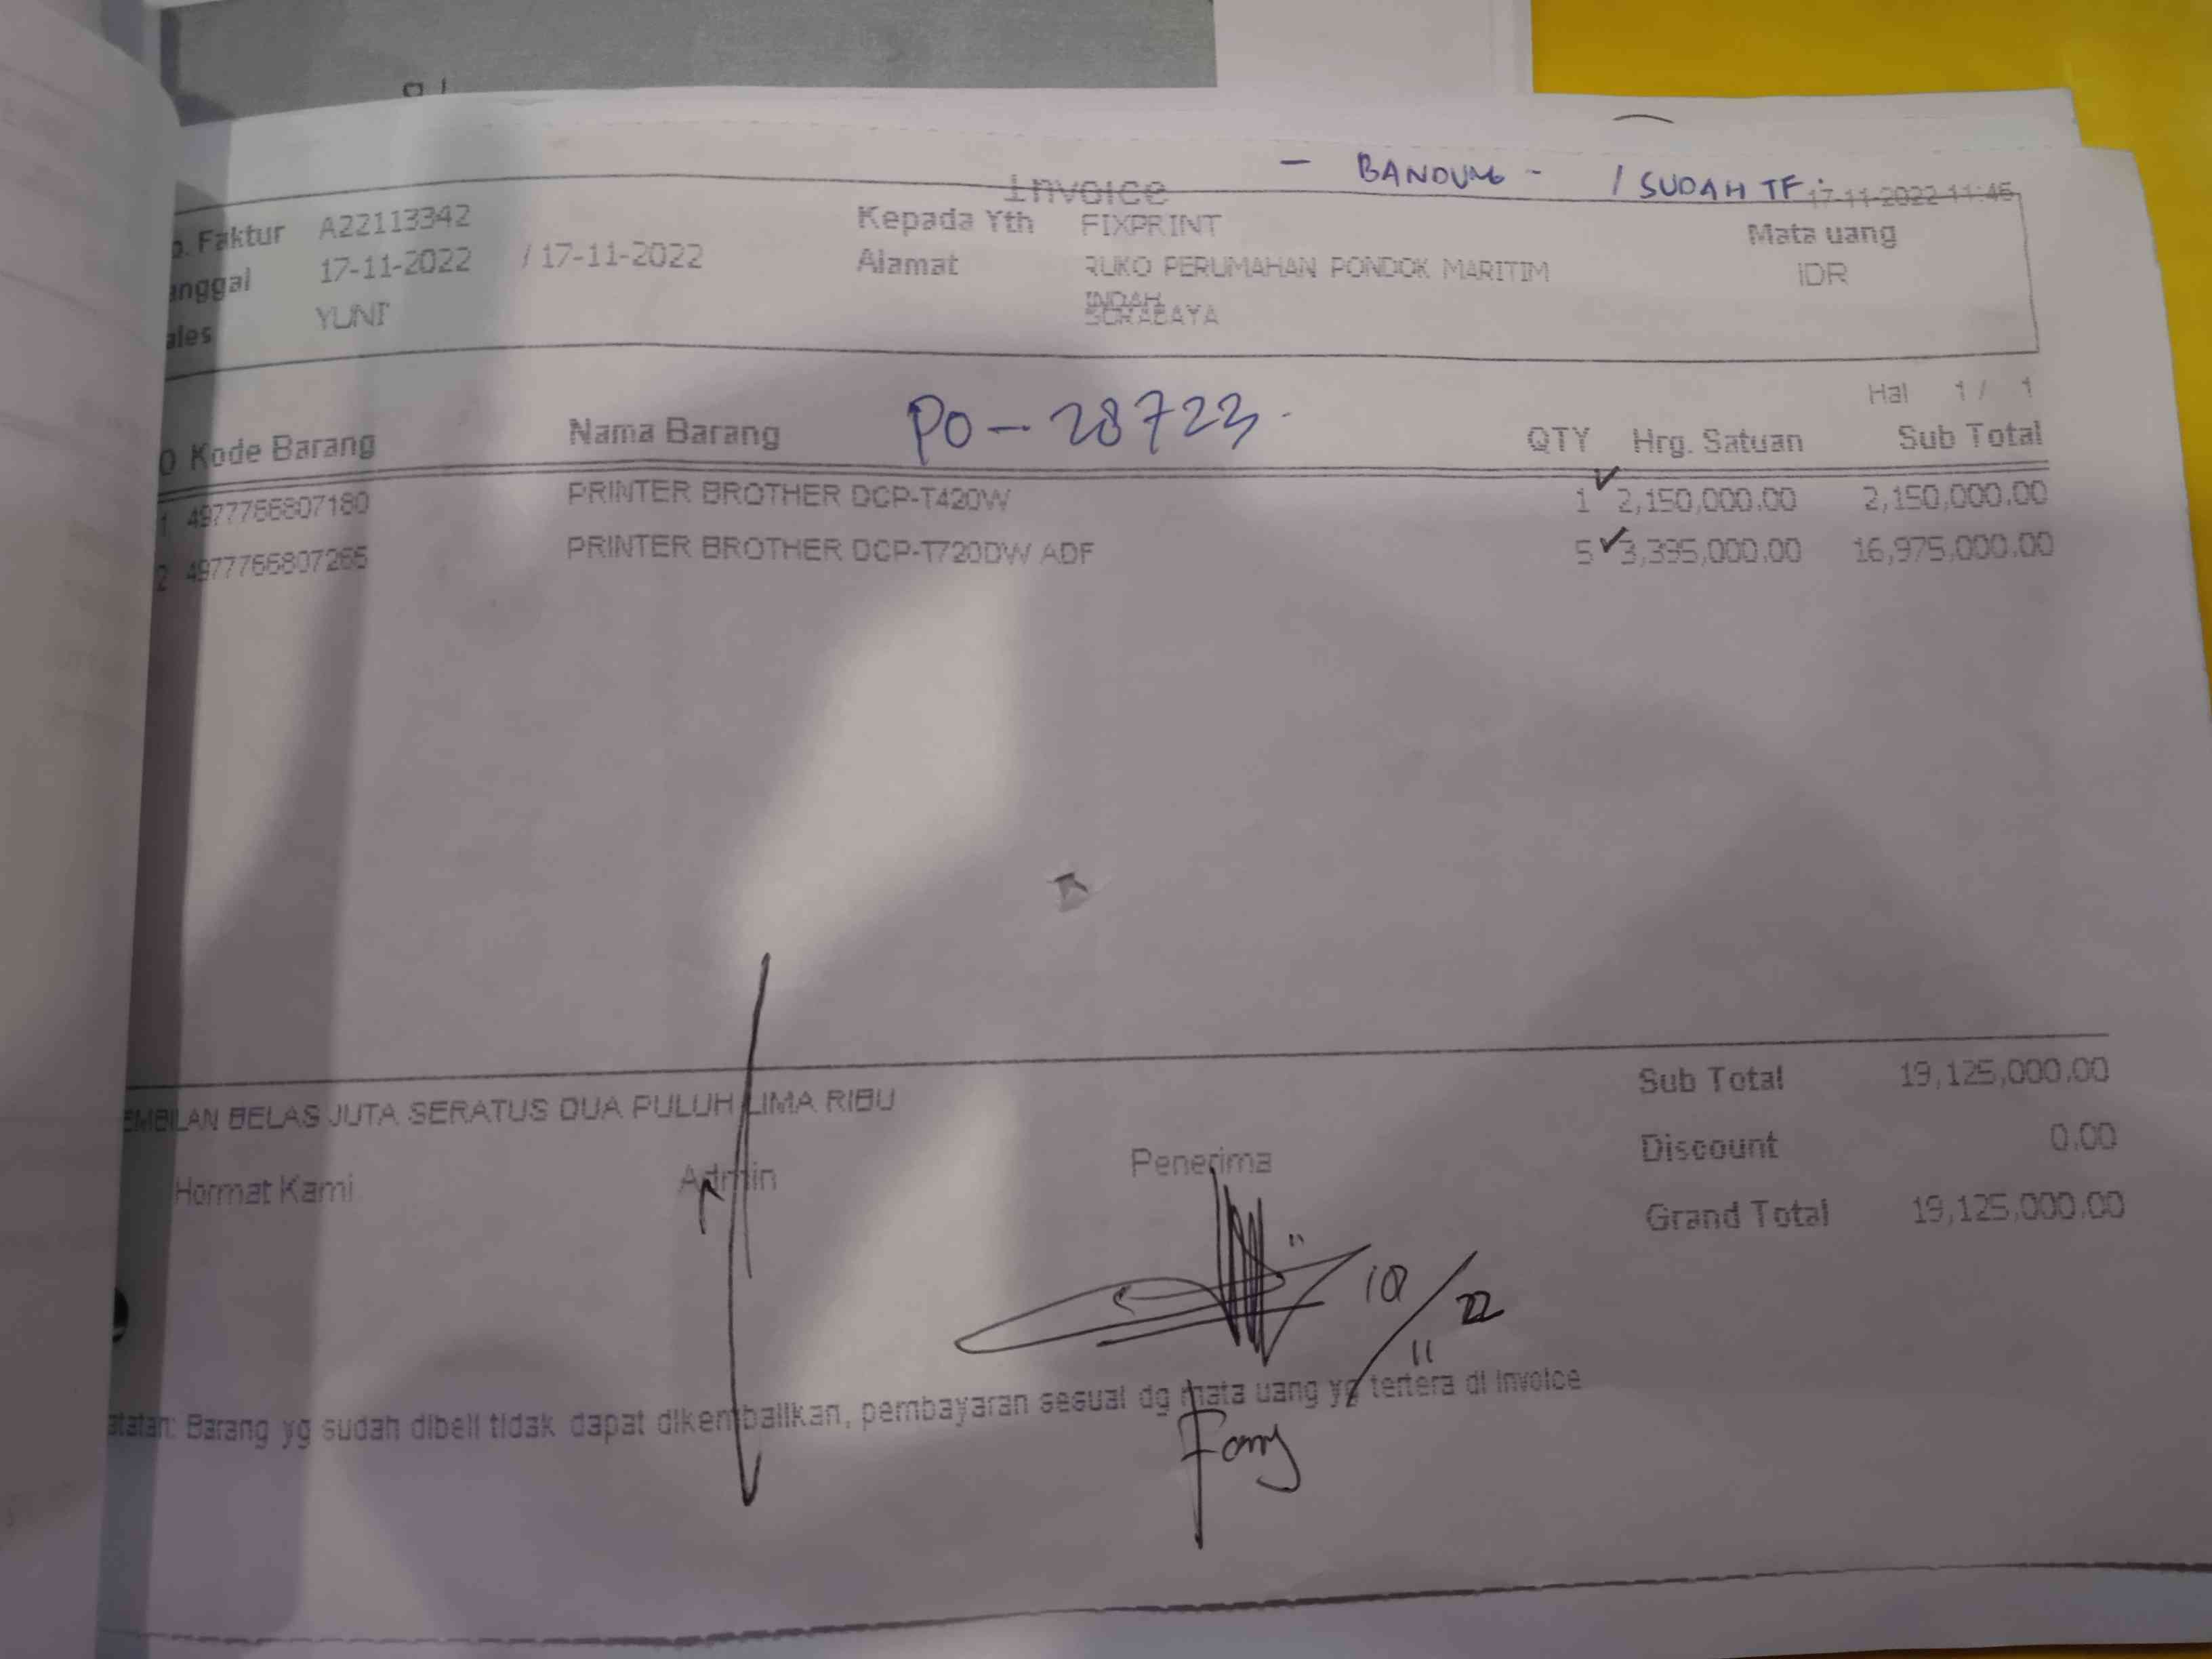 - BANDUNG - / SUDAH TF.
Invoice
17-11-2022 11:45
o. Faktur A22113342 Kepada Yth FIXPRINT Mata uang
anggal 17-11-2022 / 17-11-2022 Alamat RUKO PERUMAHAN PONDOK MARITIM IDR
INDAH
ales YUNI SURABAYA
Hal 1 / 1
PO-28723
O Kode Barang Nama Barang QTY Hrg. Satuan Sub Total
1 4977766807180 PRINTER BROTHER DCP-T420W 1 2,150,000.00 2,150,000.00
2 4977766807265 PRINTER BROTHER DCP-T720DW ADF 5 3,395,000.00 16,975,000.00
EMBILAN BELAS JUTA SERATUS DUA PULUH LIMA RIBU
Sub Total 19,125,000.00
Discount 0.00
Grand Total 19,125,000.00
Hormat Kami Admin Penerima
18/11 22
atatan: Barang yg sudah dibeli tidak dapat dikembalikan, pembayaran sesuai dg mata uang yg tertera di invoice